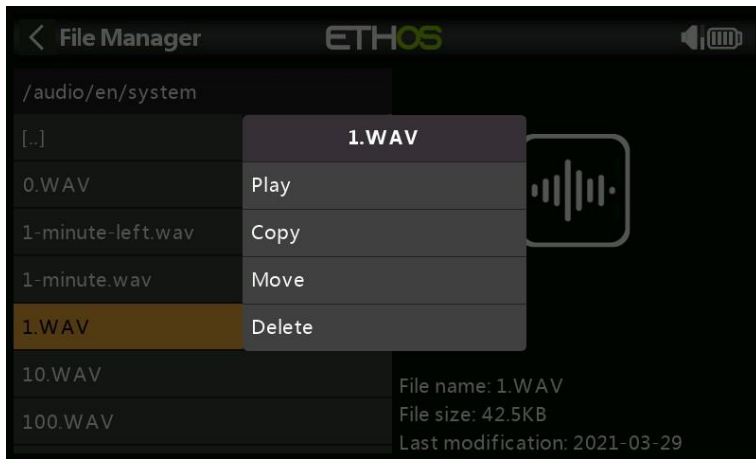 File Manager
ETHOS
/audio/en/system
[..]
0.WAV
1-minute-left.wav
1-minute.wav
1.WAV
10.WAV
100.WAV
1.WAV
Play
Copy
Move
Delete
File name: 1.WAV
File size: 42.5KB
Last modification: 2021-03-29